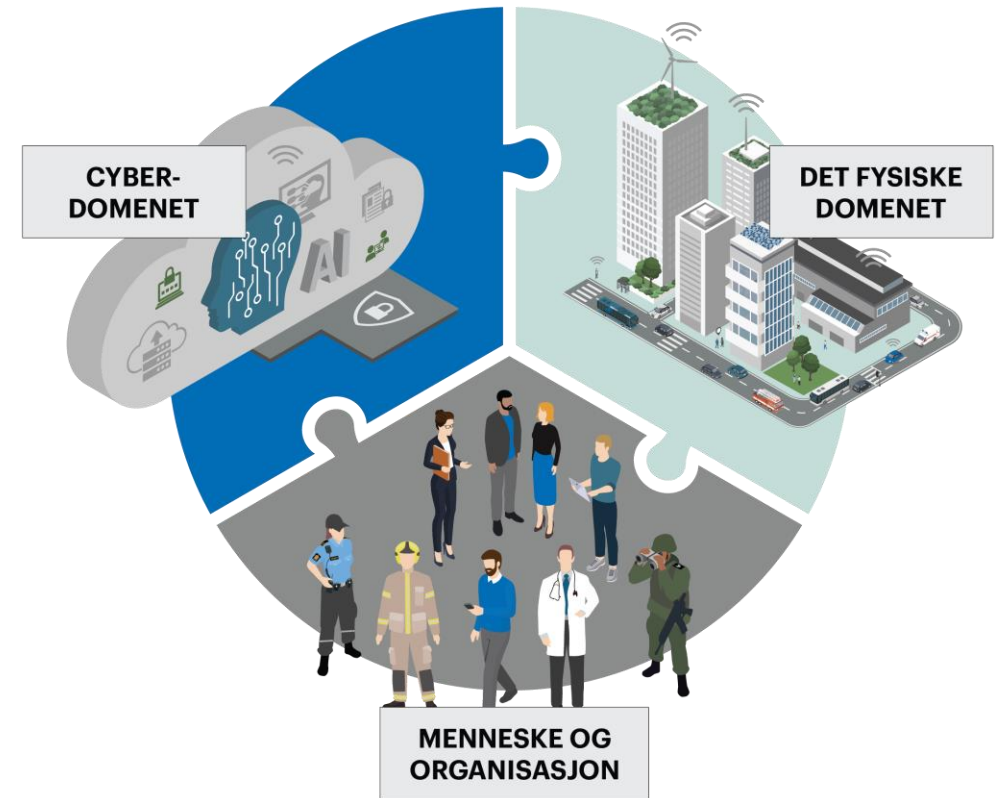 CYBER-
DOMENET
AI
DET FYSISKE
DOMENET
MENNESKE OG
ORGANISASJON